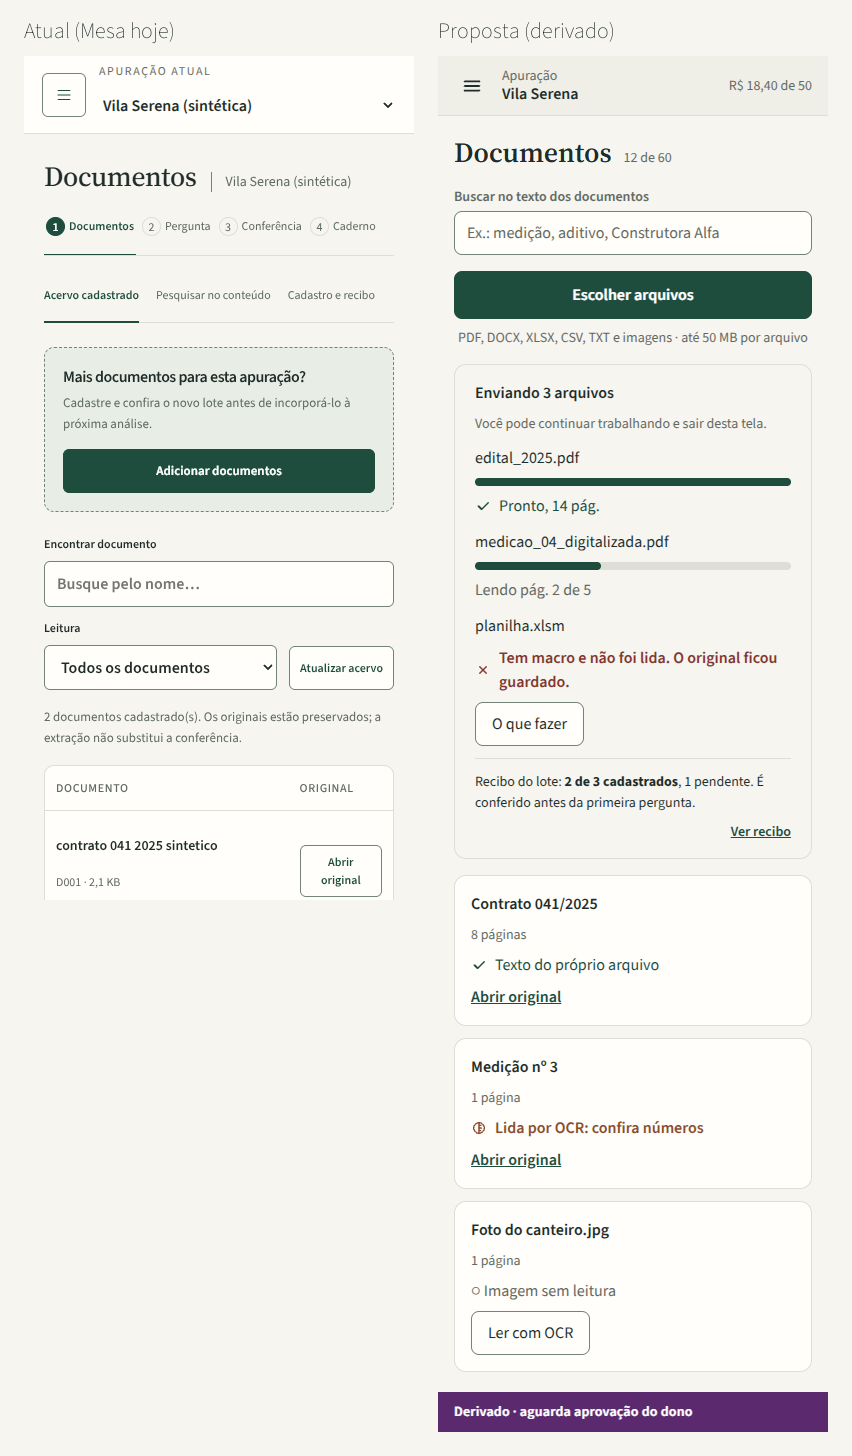 Atual (Mesa hoje)
APURAÇÃO ATUAL
Vila Serena (sintética)
Documentos
Vila Serena (sintética)
1 Documentos 2 Pergunta 3 Conferência 4 Caderno
Acervo cadastrado Pesquisar no conteúdo Cadastro e recibo
Mais documentos para esta apuração?
Cadastre e confira o novo lote antes de incorporá-lo à
próxima análise.
Adicionar documentos
Encontrar documento
Busque pelo nome…
Leitura
Todos os documentos
Atualizar acervo
2 documentos cadastrado(s). Os originais estão preservados; a
extração não substitui a conferência.
DOCUMENTO ORIGINAL
contrato 041 2025 sintetico
D001 · 2,1 KB
Abrir
original
Proposta (derivado)
Apuração
Vila Serena
R$ 18,40 de 50
Documentos 12 de 60
Buscar no texto dos documentos
Ex.: medição, aditivo, Construtora Alfa
Escolher arquivos
PDF, DOCX, XLSX, CSV, TXT e imagens · até 50 MB por arquivo
Enviando 3 arquivos
Você pode continuar trabalhando e sair desta tela.
edital_2025.pdf
Pronto, 14 pág.
medicao_04_digitalizada.pdf
Lendo pág. 2 de 5
planilha.xlsm
Tem macro e não foi lida. O original ficou
guardado.
O que fazer
Recibo do lote: 2 de 3 cadastrados, 1 pendente. É
conferido antes da primeira pergunta.
Ver recibo
Contrato 041/2025
8 páginas
Texto do próprio arquivo
Abrir original
Medição nº 3
1 página
Lida por OCR: confira números
Abrir original
Foto do canteiro.jpg
1 página
Imagem sem leitura
Ler com OCR
Derivado · aguarda aprovação do dono